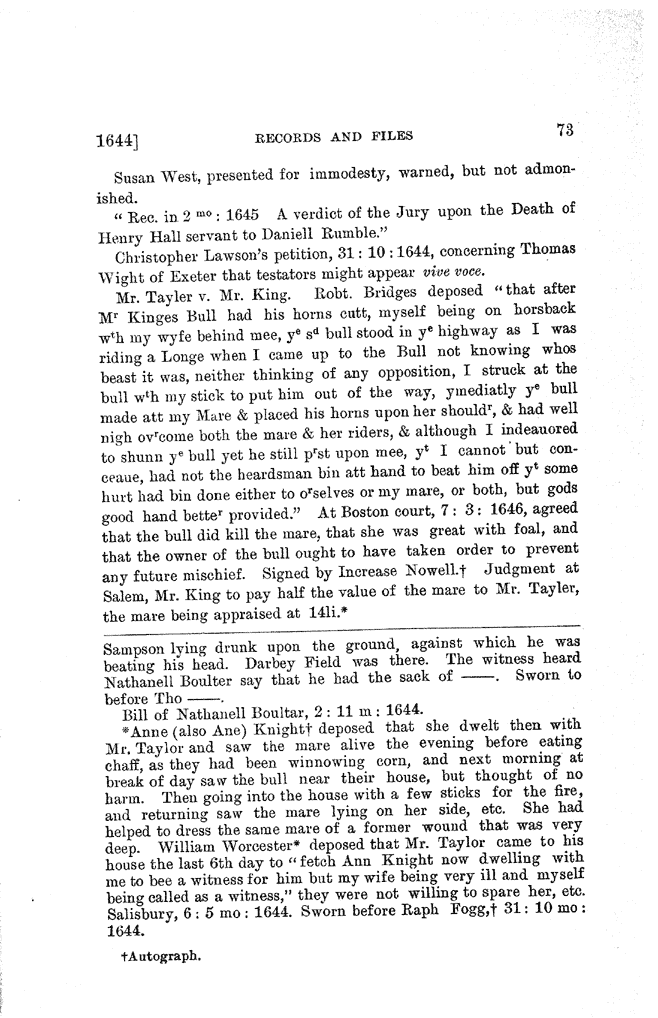 1644] RECORDS AND FILES 73
Susan West, presented for immodesty, warned, but not admon-
ished.
“ Rec. in 2 ᵐᵒ : 1645 A verdict of the Jury upon the Death of
Henry Hall servant to Daniell Rumble.”
Christopher Lawson's petition, 31 : 10 : 1644, concerning Thomas
Wight of Exeter that testators might appear vive voce.
Mr. Tayler v. Mr. King. Robt. Bridges deposed “that after
Mʳ Kinges Bull had his horns cutt, myself being on horsback
wᵗh my wyfe behind mee, yᵉ sᵈ bull stood in yᵉ highway as I was
riding a Longe when I came up to the Bull not knowing whos
beast it was, neither thinking of any opposition, I struck at the
bull wᵗh my stick to put him out of the way, ymediatly yᵉ bull
made att my Mare & placed his horns upon her shouldʳ, & had well
nigh ovʳcome both the mare & her riders, & although I indeauored
to shunn yᵉ bull yet he still pʳst upon mee, yᵗ I cannot but con-
ceaue, had not the heardsman bin att hand to beat him off yᵗ some
hurt had bin done either to oʳselves or my mare, or both, but gods
good hand betteʳ provided.” At Boston court, 7 : 3 : 1646, agreed
that the bull did kill the mare, that she was great with foal, and
that the owner of the bull ought to have taken order to prevent
any future mischief. Signed by Increase Nowell.† Judgment at
Salem, Mr. King to pay half the value of the mare to Mr. Tayler,
the mare being appraised at 14li.*
Sampson lying drunk upon the ground, against which he was
beating his head. Darbey Field was there. The witness heard
Nathanell Boulter say that he had the sack of ——. Sworn to
before Tho ——.
Bill of Nathanell Boultar, 2 : 11 m : 1644.
*Anne (also Ane) Knight† deposed that she dwelt then with
Mr. Taylor and saw the mare alive the evening before eating
chaff, as they had been winnowing corn, and next morning at
break of day saw the bull near their house, but thought of no
harm. Then going into the house with a few sticks for the fire,
and returning saw the mare lying on her side, etc. She had
helped to dress the same mare of a former wound that was very
deep. William Worcester* deposed that Mr. Taylor came to his
house the last 6th day to “fetch Ann Knight now dwelling with
me to bee a witness for him but my wife being very ill and myself
being called as a witness,” they were not willing to spare her, etc.
Salisbury, 6 : 5 mo : 1644. Sworn before Raph Fogg,† 31 : 10 mo :
1644.
†Autograph.